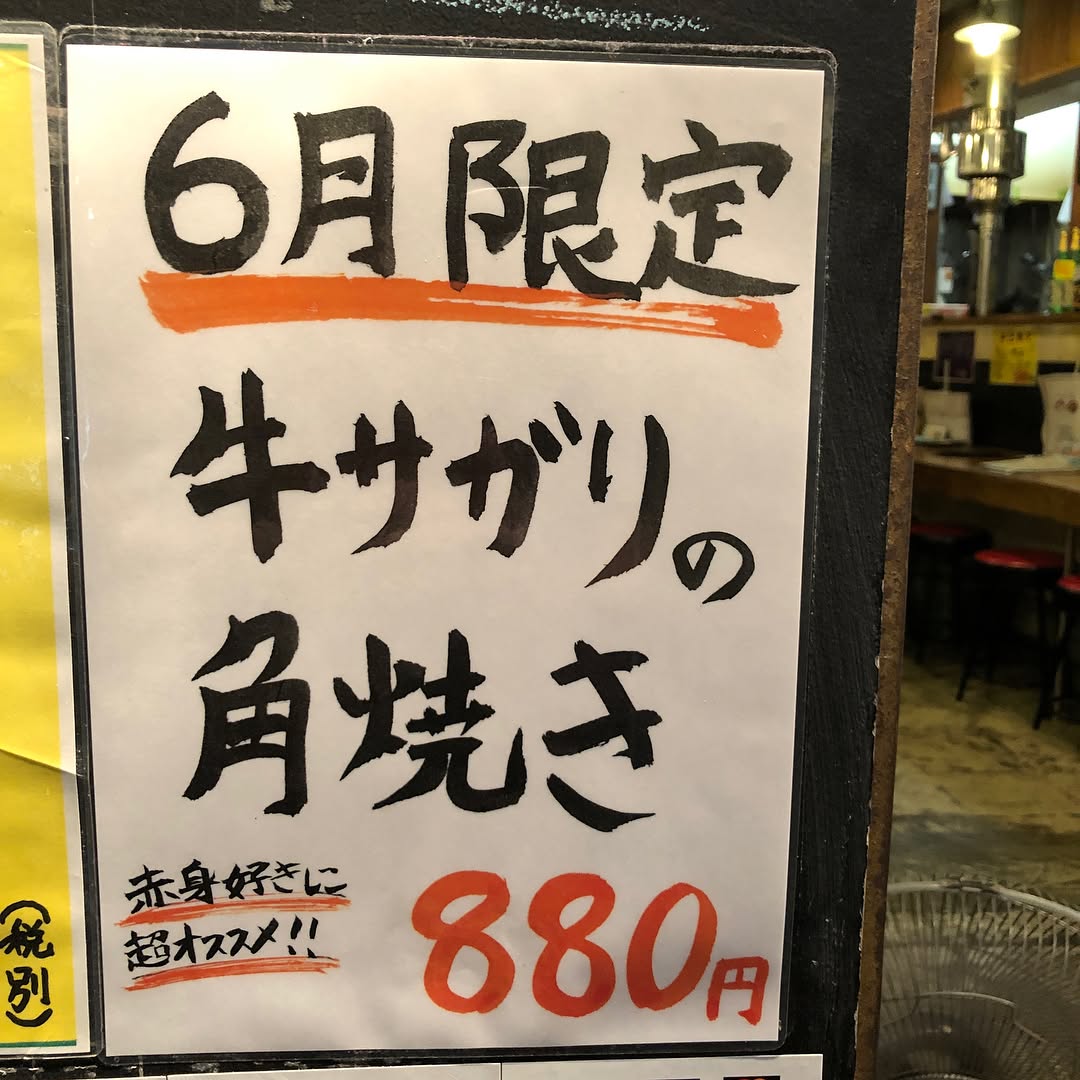 6月限定
牛サガリの
角焼き
赤身好きに
超オススメ!!
880円
(税別)